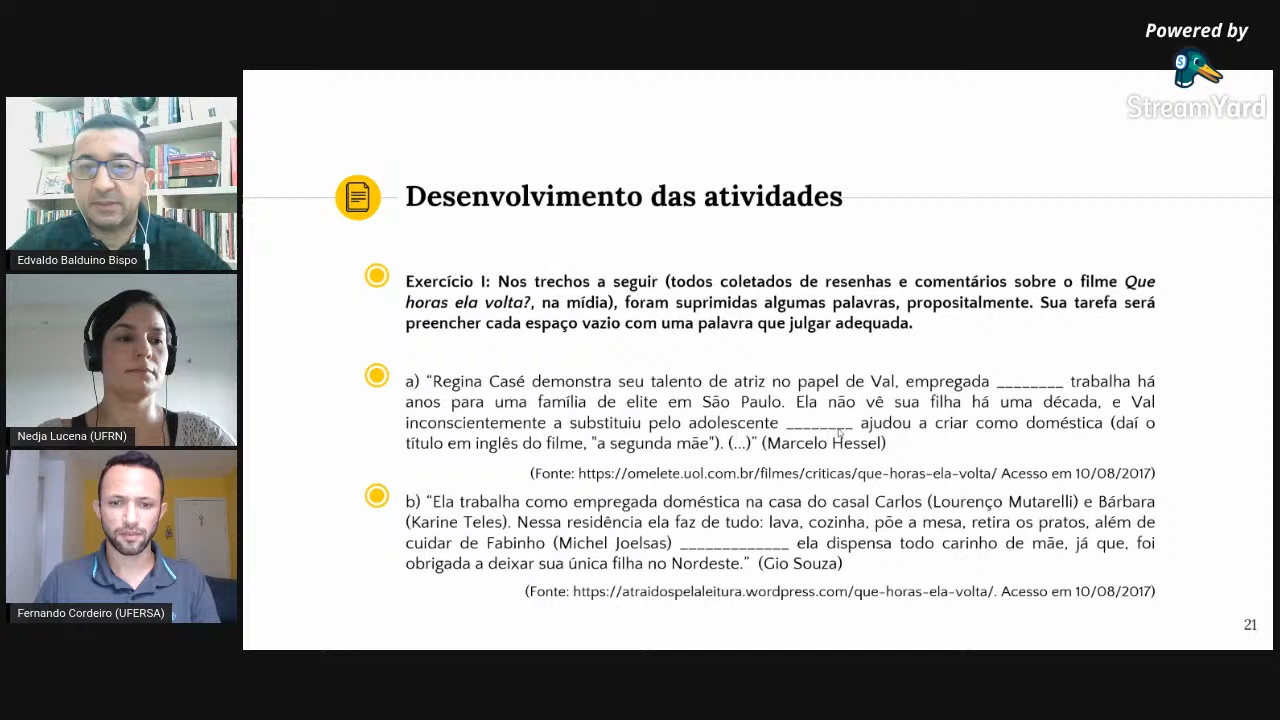 Powered by
StreamYard
Edvaldo Balduino Bispo
Nedja Lucena (UFRN)
Fernando Cordeiro (UFERSA)
Desenvolvimento das atividades
Exercício I: Nos trechos a seguir (todos coletados de resenhas e comentários sobre o filme Que
horas ela volta?, na mídia), foram suprimidas algumas palavras, propositalmente. Sua tarefa será
preencher cada espaço vazio com uma palavra que julgar adequada.
a) “Regina Casé demonstra seu talento de atriz no papel de Val, empregada ________ trabalha há
anos para uma família de elite em São Paulo. Ela não vê sua filha há uma década, e Val
inconscientemente a substituiu pelo adolescente ________ ajudou a criar como doméstica (daí o
título em inglês do filme, "a segunda mãe"). (...)” (Marcelo Hessel)
(Fonte: https://omelete.uol.com.br/filmes/criticas/que-horas-ela-volta/ Acesso em 10/08/2017)
b) “Ela trabalha como empregada doméstica na casa do casal Carlos (Lourenço Mutarelli) e Bárbara
(Karine Teles). Nessa residência ela faz de tudo: lava, cozinha, põe a mesa, retira os pratos, além de
cuidar de Fabinho (Michel Joelsas) _____________ ela dispensa todo carinho de mãe, já que, foi
obrigada a deixar sua única filha no Nordeste.” (Gio Souza)
(Fonte: https://atraidospelaleitura.wordpress.com/que-horas-ela-volta/. Acesso em 10/08/2017)
21